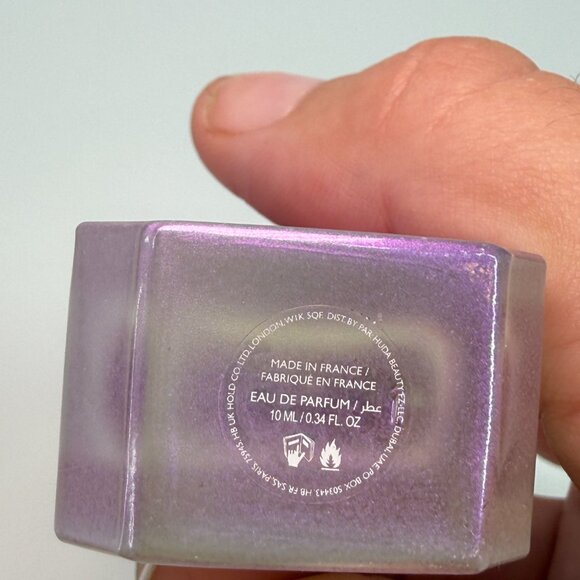 MADE IN FRANCE /
FABRIQUÉ EN FRANCE
EAU DE PARFUM / عطر
10 ML / 0.34 FL. OZ
HB UK HOLD CO. LTD. LONDON, W1K 5QF. DIST BY PAR HUDA BEAUTY FZ-LLC, DUBAI, UAE PO BOX 503443. HB FR SAS, PARIS, 75945